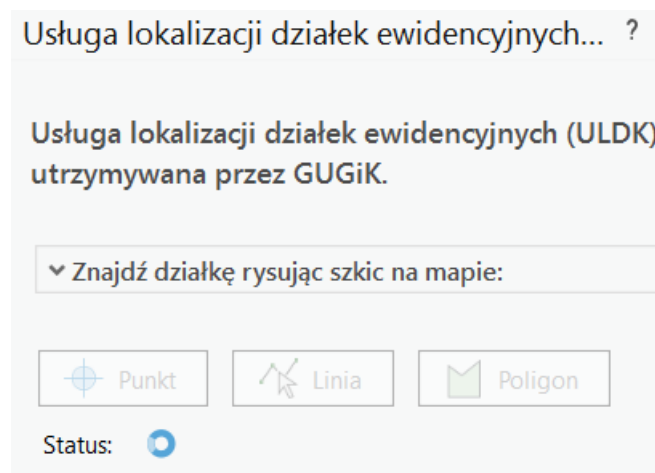 Usługa lokalizacji działek ewidencyjnych... ?
Usługa lokalizacji działek ewidencyjnych (ULDK)
utrzymywana przez GUGiK.
Znajdź działkę rysując szkic na mapie:
Punkt Linia Poligon
Status: